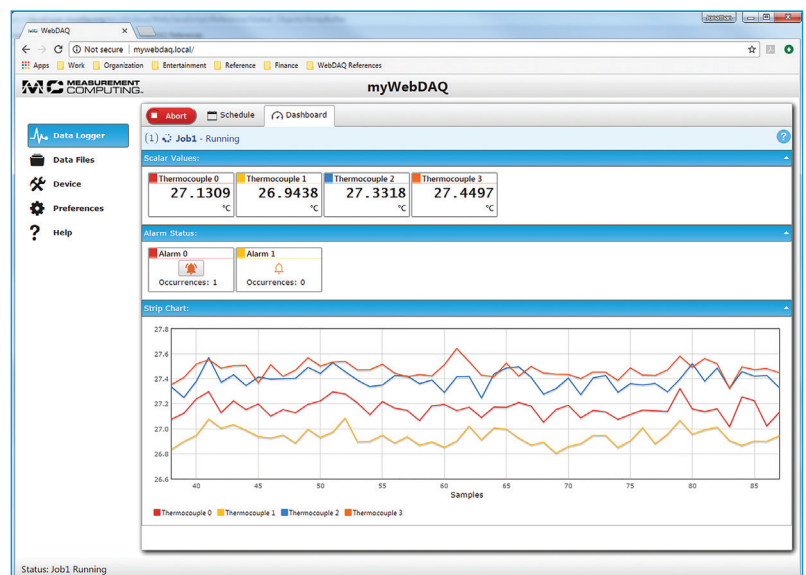 WebDAQ
Not secure | mywebdaq.local/
Apps Work Organization Entertainment Reference Finance WebDAQ References
MC MEASUREMENT COMPUTING.
myWebDAQ
Abort Schedule Dashboard
(1) Job1 - Running
Data Logger
Data Files
Device
Preferences
Help
Scalar Values:
Thermocouple 0 Thermocouple 1 Thermocouple 2 Thermocouple 3
27.1309 26.9438 27.3318 27.4497
°C °C °C °C
Alarm Status:
Alarm 0 Alarm 1
Occurrences: 1 Occurrences: 0
Strip Chart:
27.8
27.6
27.4
27.2
27.0
26.8
26.6
40 45 50 55 60 65 70 75 80 85
Samples
Thermocouple 0 Thermocouple 1 Thermocouple 2 Thermocouple 3
Status: Job1 Running